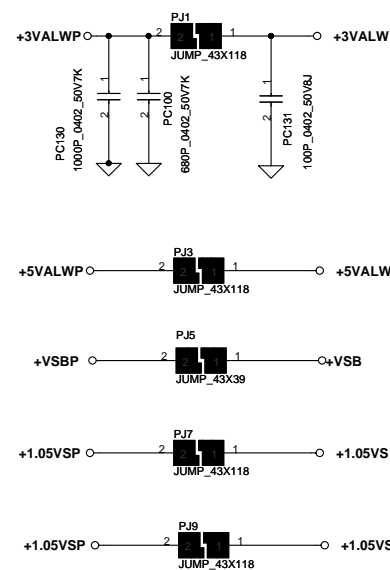 PJ1
+3VALWP 2 2 1 1 +3VALW
JUMP_43X118
1 2 PC130 1000P_0402_50V7K
1 2 PC100 680P_0402_50V7K
1 2 PC131 100P_0402_50V8J
PJ3
+5VALWP 2 2 1 1 +5VALW
JUMP_43X118
PJ5
+VSBP 2 2 1 1 +VSB
JUMP_43X39
PJ7
+1.05VSP 2 2 1 1 +1.05VS
JUMP_43X118
PJ9
+1.05VSP 2 2 1 1 +1.05VS
JUMP_43X118